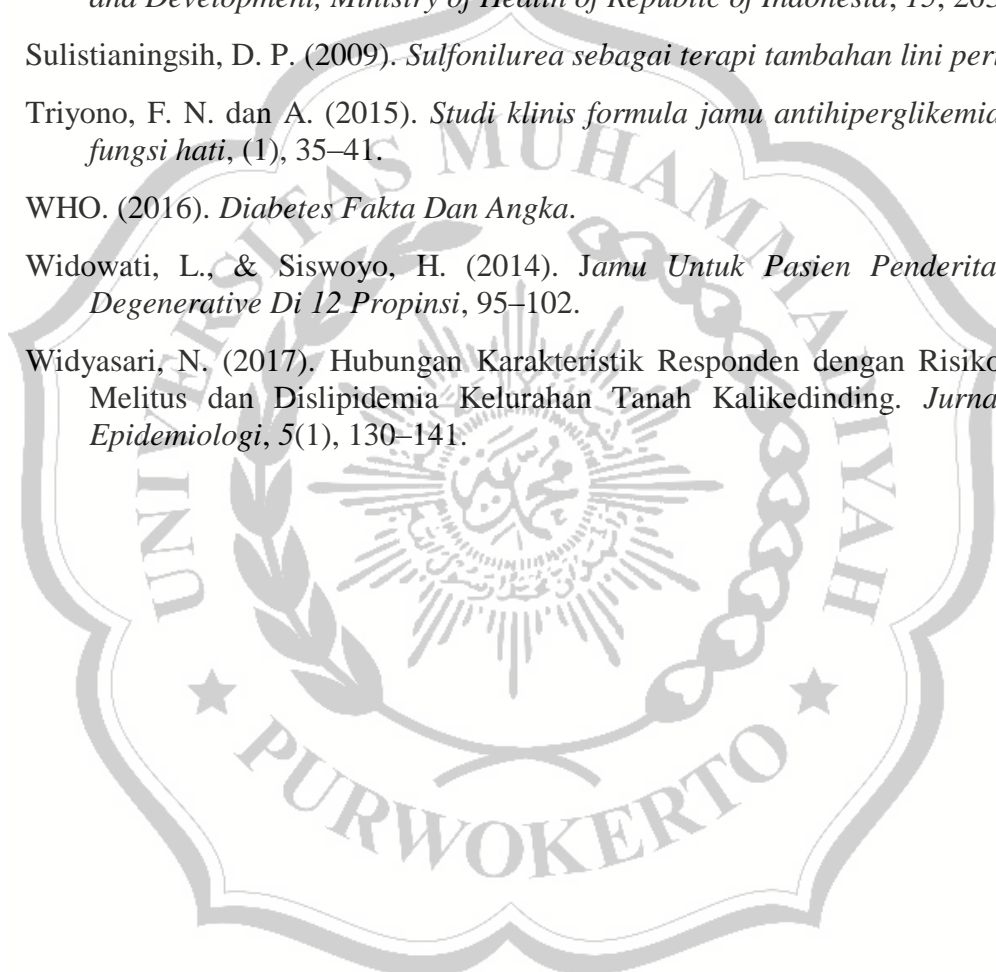 and Development, Ministry of Health of Republic of Indonesia, 15,
Sulistianingsih, D. P. (2009). Sulfonilurea sebagai terapi tambahan lini
Triyono, F. N. dan A. (2015). Studi klinis formula jamu antihiperglikemia
fungsi hati, (1), 35–41.
WHO. (2016). Diabetes Fakta Dan Angka.
Widowati, L., & Siswoyo, H. (2014). Jamu Untuk Pasien Penderita
Degenerative Di 12 Propinsi, 95–102.
Widyasari, N. (2017). Hubungan Karakteristik Responden dengan Risiko
Melitus dan Dislipidemia Kelurahan Tanah Kalikedinding. Jurnal
Epidemiologi, 5(1), 130–141.
UNIVERSITAS MUHAMMADIYAH
PURWOKERTO